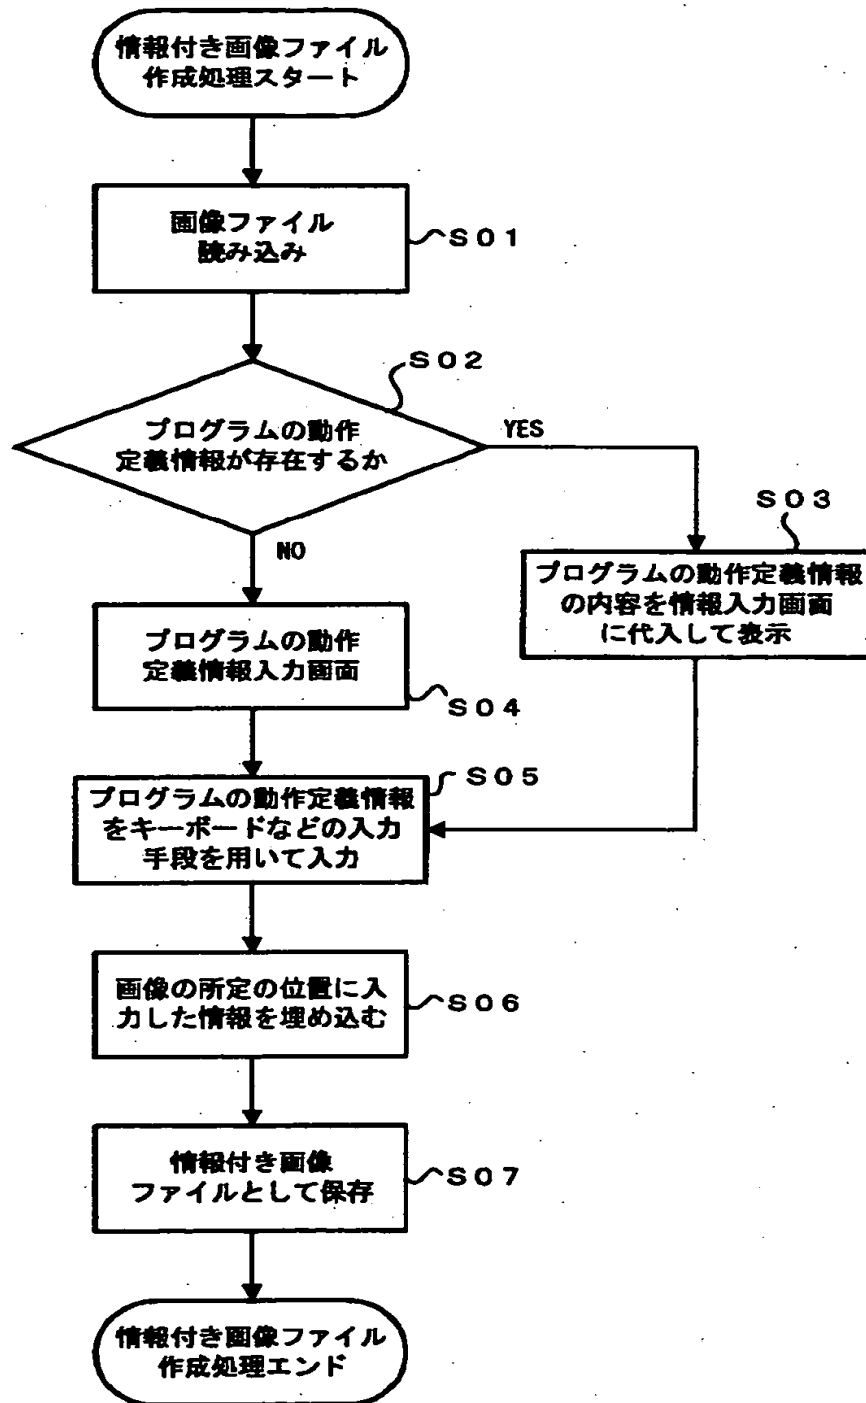 情報付き画像ファイル
作成処理スタート
画像ファイル
読み込み
S01
S02
プログラムの動作
定義情報が存在するか
YES
NO
S03
プログラムの動作定義情報
の内容を情報入力画面
に代入して表示
プログラムの動作
定義情報入力画面
S04
S05
プログラムの動作定義情報
をキーボードなどの入力
手段を用いて入力
画像の所定の位置に入
力した情報を埋め込む
S06
情報付き画像
ファイルとして保存
S07
情報付き画像ファイル
作成処理エンド